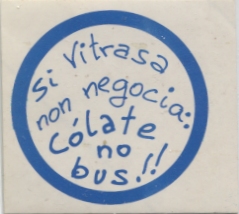 Si Vitrasa
non negocia:
Cólate
no
bus!!